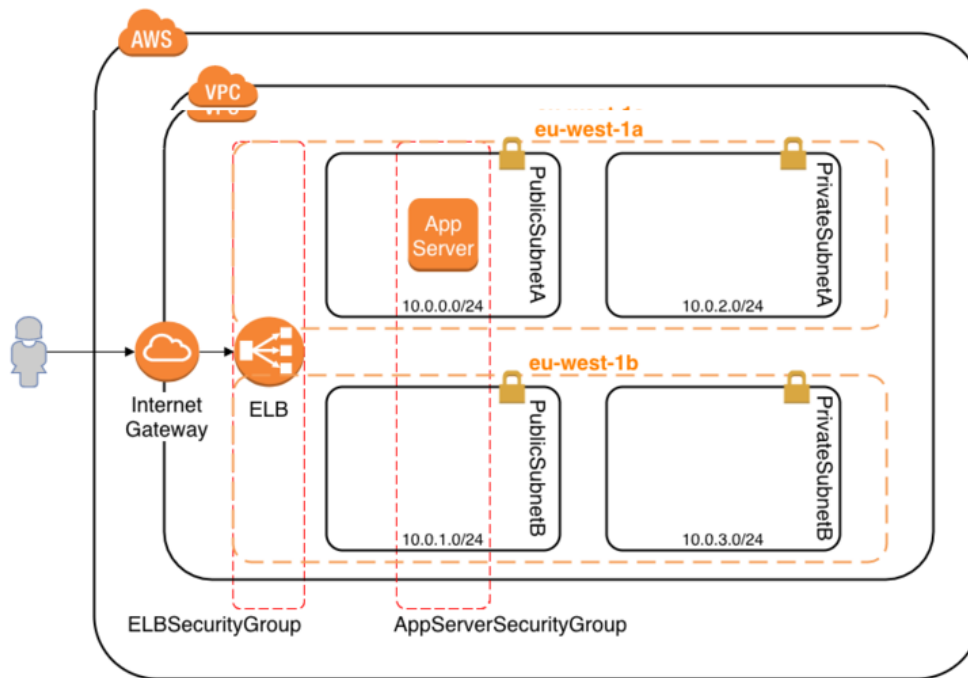 AWS
VPC
eu-west-1a
PublicSubnetA
PrivateSubnetA
App
Server
10.0.0.0/24
10.0.2.0/24
eu-west-1b
Internet
Gateway
ELB
PublicSubnetB
PrivateSubnetB
10.0.1.0/24
10.0.3.0/24
ELBSecurityGroup
AppServerSecurityGroup